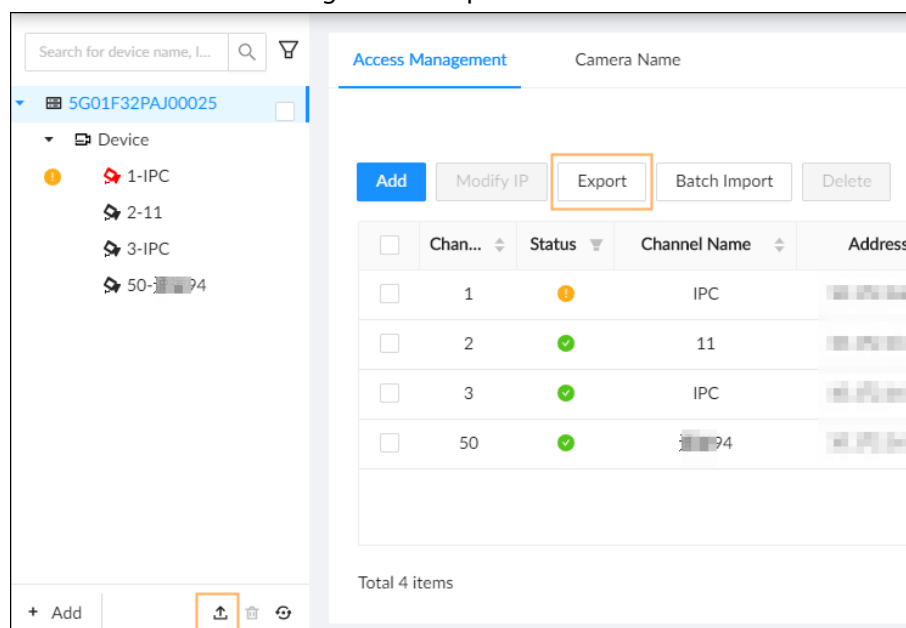 Search for device name, I...
5G01F32PAJ00025
Device
1-IPC
2-11
3-IPC
50- 94
+ Add
Access Management Camera Name
Add Modify IP Export Batch Import Delete
Chan... Status Channel Name Address
1 IPC
2 11
3 IPC
50 94
Total 4 items